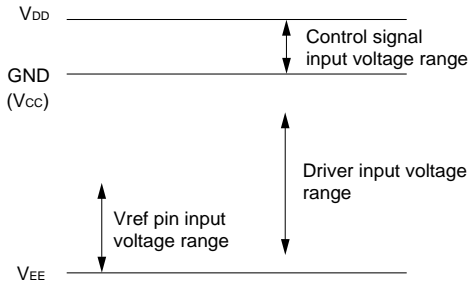 VDD
Control signal
input voltage range
GND
(VCC)
Driver input voltage
range
Vref pin input
voltage range
VEE